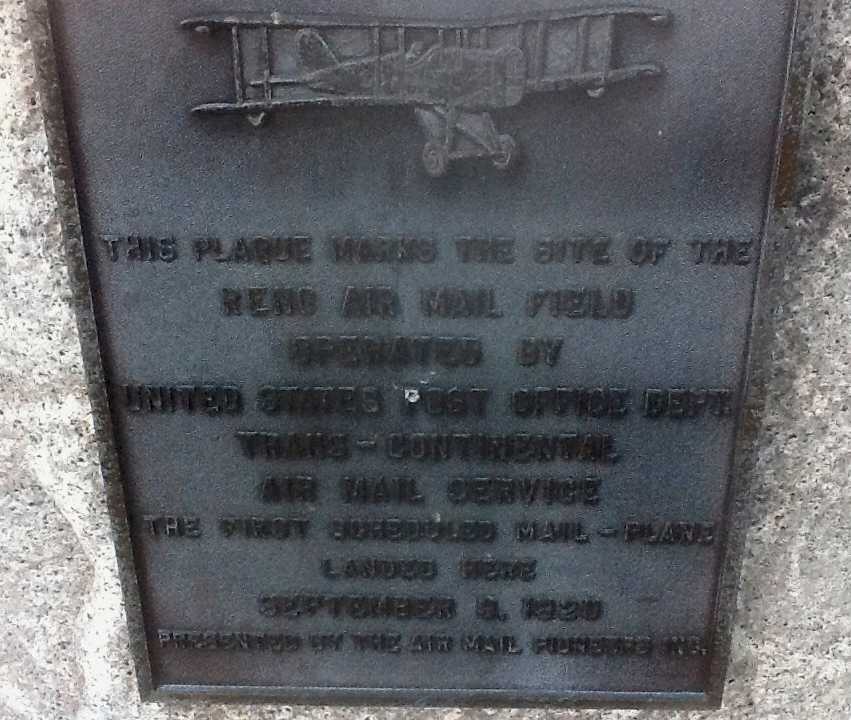 THIS PLAQUE MARKS THE SITE OF THE
RENO AIR MAIL FIELD
OPERATED BY
UNITED STATES POST OFFICE DEPT.
TRANS-CONTINENTAL
AIR MAIL SERVICE
THE FIRST SCHEDULED MAIL-PLANE
LANDED HERE
SEPTEMBER 1920
PRESENTED BY THE AIR MAIL PIONEERS INC.